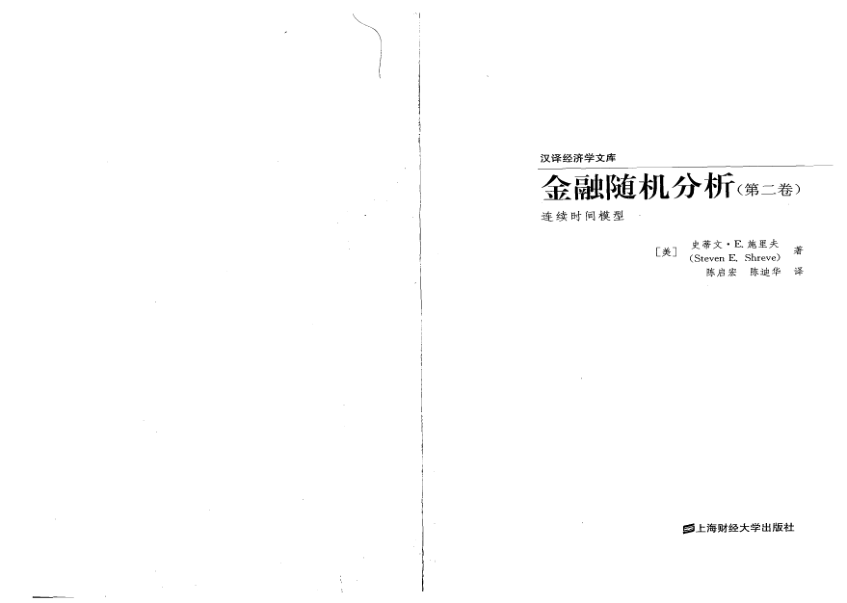 汉译经济学文库
金融随机分析(第二卷)
连续时间模型
[美] 史蒂文·E.施里夫 著
(Steven E. Shreve)
陈启宏 陈迪华 译
上海财经大学出版社